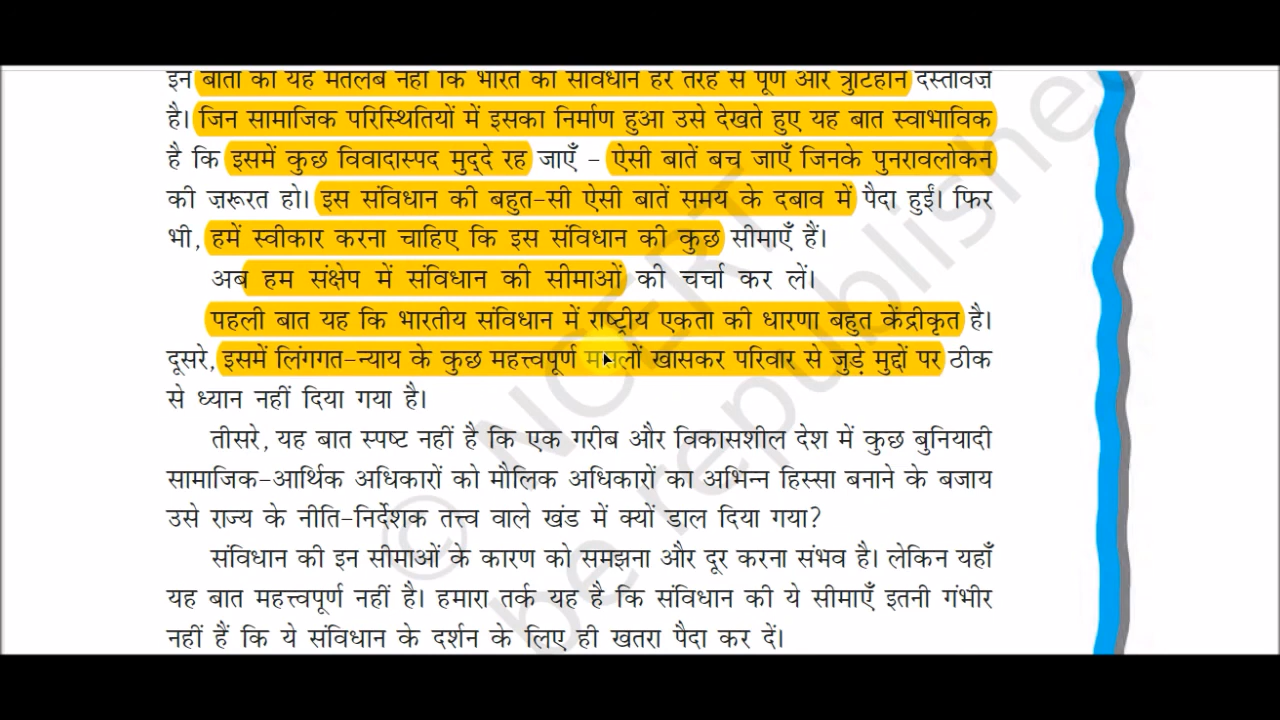 इन बातों का यह मतलब नहीं कि भारत का संविधान हर तरह से पूर्ण और त्रुटिहीन दस्तावेज़
है। जिन सामाजिक परिस्थितियों में इसका निर्माण हुआ उसे देखते हुए यह बात स्वाभाविक
है कि इसमें कुछ विवादास्पद मुद्दे रह जाएँ – ऐसी बातें बच जाएँ जिनके पुनरावलोकन
की ज़रूरत हो। इस संविधान की बहुत-सी ऐसी बातें समय के दबाव में पैदा हुईं। फिर
भी, हमें स्वीकार करना चाहिए कि इस संविधान की कुछ सीमाएँ हैं।
अब हम संक्षेप में संविधान की सीमाओं की चर्चा कर लें।
पहली बात यह कि भारतीय संविधान में राष्ट्रीय एकता की धारणा बहुत केंद्रीकृत है।
दूसरे, इसमें लिंगगत-न्याय के कुछ महत्त्वपूर्ण मसलों खासकर परिवार से जुड़े मुद्दों पर ठीक
से ध्यान नहीं दिया गया है।
तीसरे, यह बात स्पष्ट नहीं है कि एक गरीब और विकासशील देश में कुछ बुनियादी
सामाजिक-आर्थिक अधिकारों को मौलिक अधिकारों का अभिन्न हिस्सा बनाने के बजाय
उसे राज्य के नीति-निर्देशक तत्त्व वाले खंड में क्यों डाल दिया गया?
संविधान की इन सीमाओं के कारण को समझना और दूर करना संभव है। लेकिन यहाँ
यह बात महत्त्वपूर्ण नहीं है। हमारा तर्क यह है कि संविधान की ये सीमाएँ इतनी गंभीर
नहीं हैं कि ये संविधान के दर्शन के लिए ही खतरा पैदा कर दें।
© NCERT
be republished